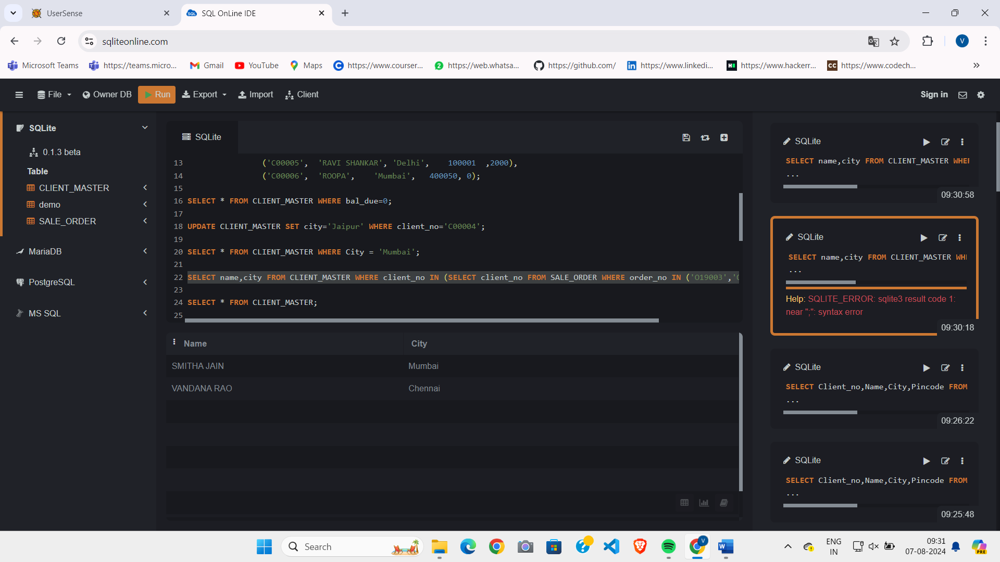 UserSense
SQL OnLine IDE
sqliteonline.com
V
Microsoft Teams
https://teams.micro...
Gmail
YouTube
Maps
https://www.courser...
https://web.whatsa...
https://github.com/
https://www.linkedi...
https://www.hackerr...
https://www.codech...
File
Owner DB
Run
Export
Import
Client
Sign in
SQLite
0.1.3 beta
Table
CLIENT_MASTER
demo
SALE_ORDER
MariaDB
PostgreSQL
MS SQL
SQLite
13 ('C00005', 'RAVI SHANKAR', 'Delhi', 100001 ,2000),
14 ('C00006', 'ROOPA', 'Mumbai', 400050, 0);
15
16 SELECT * FROM CLIENT_MASTER WHERE bal_due=0;
17
18 UPDATE CLIENT_MASTER SET city='Jaipur' WHERE client_no='C00004';
19
20 SELECT * FROM CLIENT_MASTER WHERE City = 'Mumbai';
21
22 SELECT name,city FROM CLIENT_MASTER WHERE client_no IN (SELECT client_no FROM SALE_ORDER WHERE order_no IN ('O19003','
23
24 SELECT * FROM CLIENT_MASTER;
25
Name City
SMITHA JAIN Mumbai
VANDANA RAO Chennai
SQLite
SELECT name,city FROM CLIENT_MASTER WHER
...
09:30:58
SQLite
SELECT name,city FROM CLIENT_MASTER WH
...
Help: SQLITE_ERROR: sqlite3 result code 1:
near ";": syntax error
09:30:18
SQLite
SELECT Client_no,Name,City,Pincode FROM
...
09:26:22
SQLite
SELECT Client_no,Name,City,Pincode FROM
...
09:25:48
Search
ENG
IN
09:31
07-08-2024
PRE